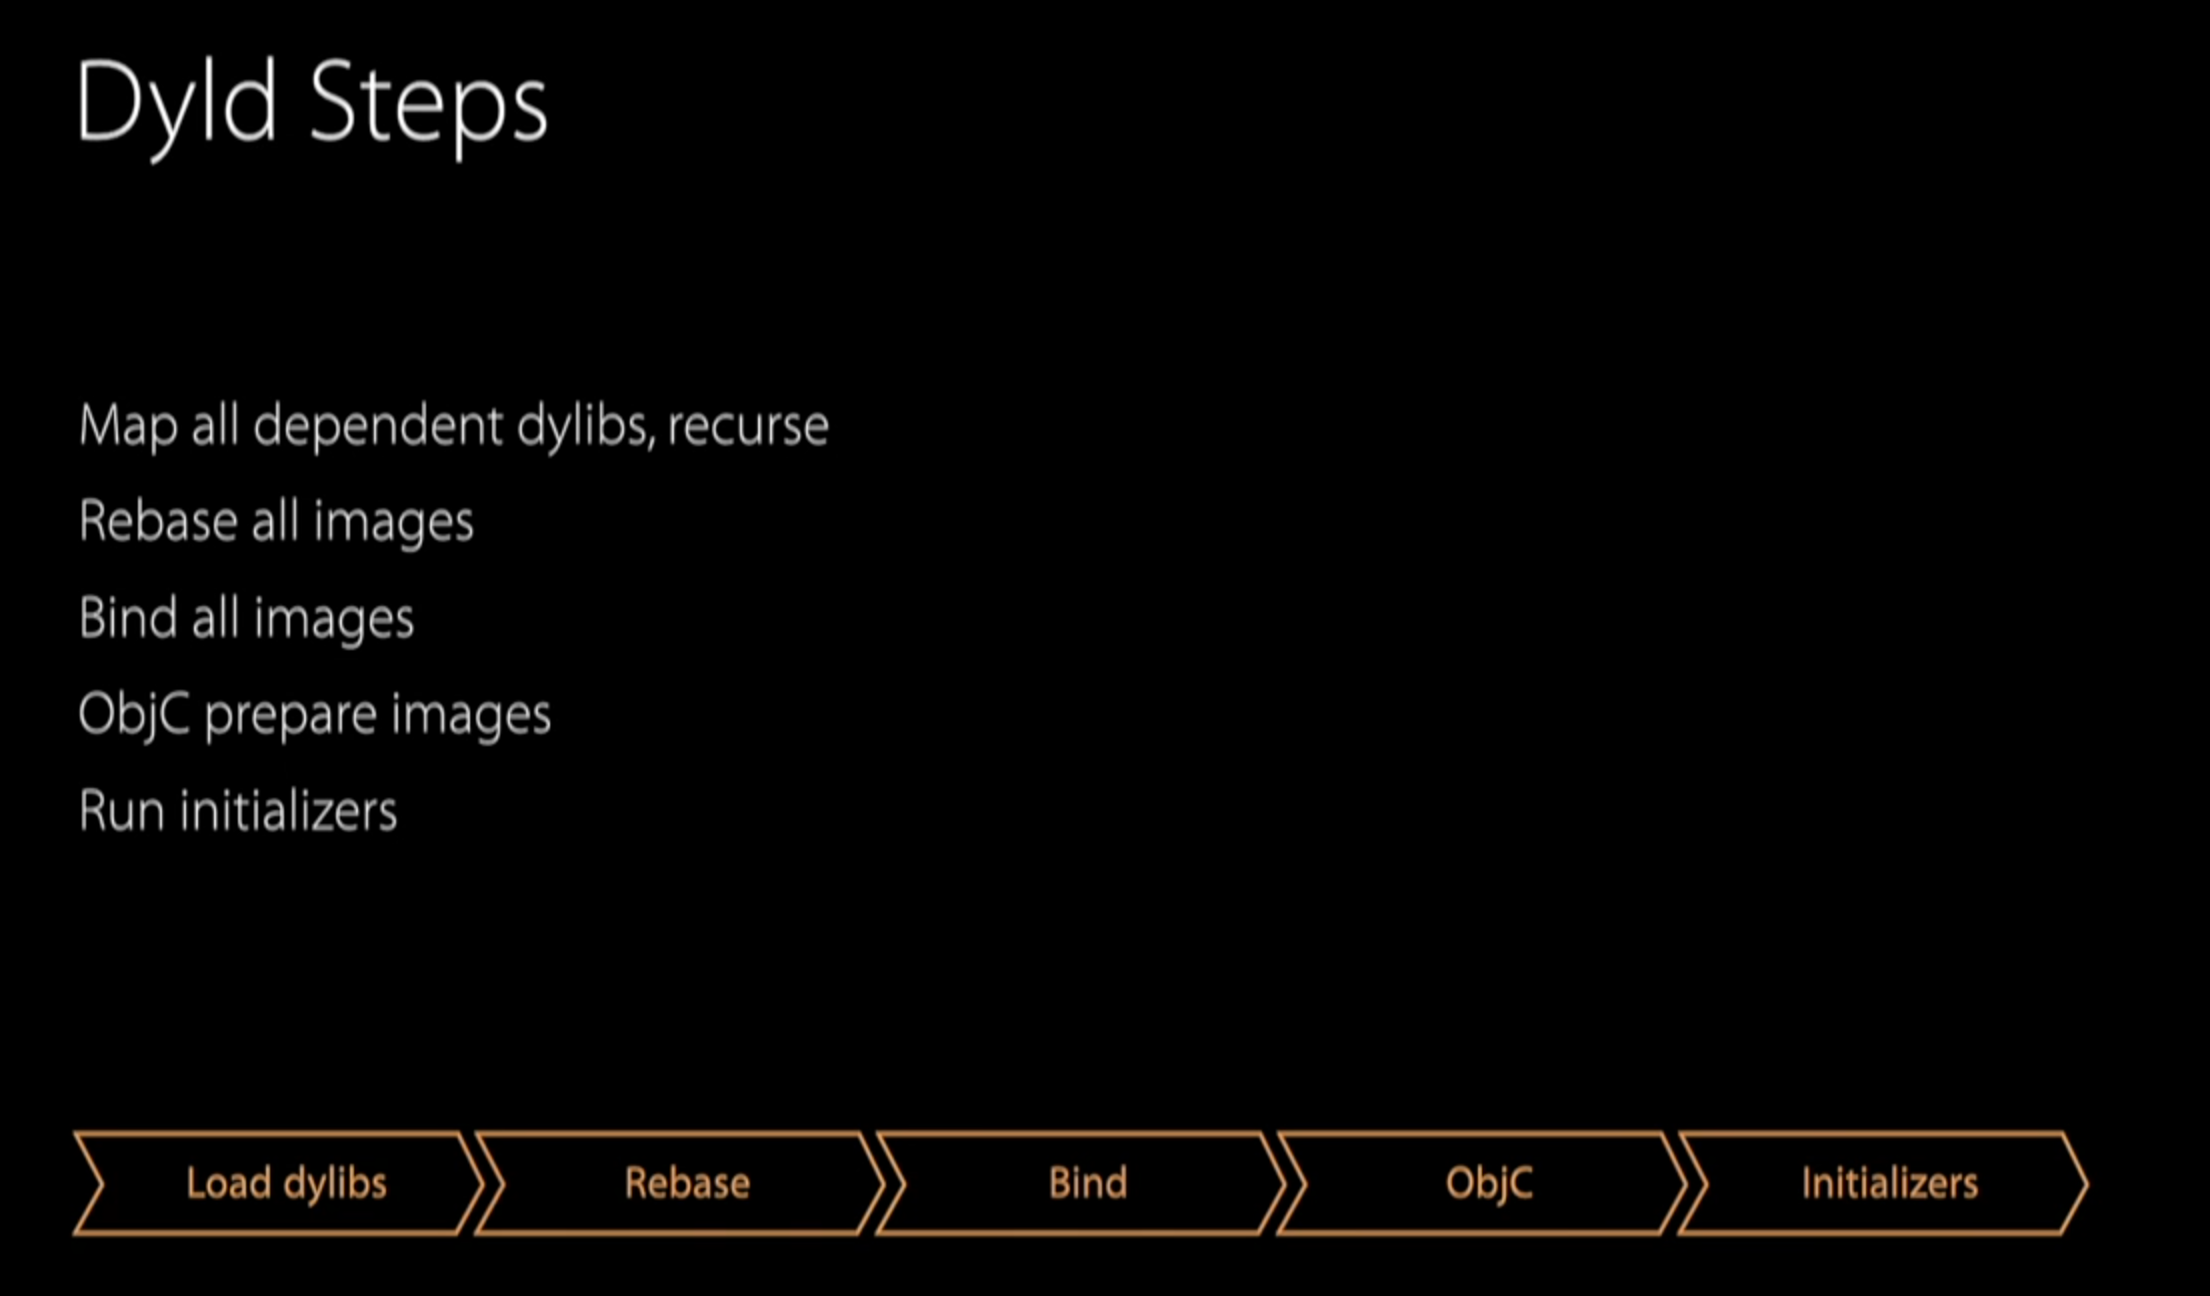 Dyld Steps
Map all dependent dylibs, recurse
Rebase all images
Bind all images
ObjC prepare images
Run initializers
Load dylibs
Rebase
Bind
ObjC
Initializers